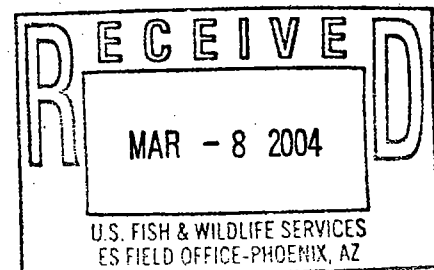 RECEIVED
MAR - 8 2004
U.S. FISH & WILDLIFE SERVICES
ES FIELD OFFICE-PHOENIX, AZ